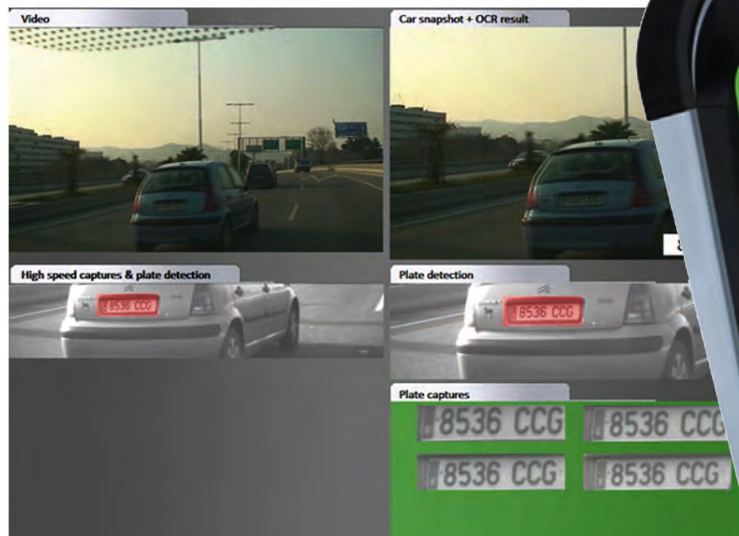 Video
Car snapshot + OCR result
High speed captures & plate detection
8536 CCG
Plate detection
8536 CCG
Plate captures
8536 CCG
8536 CCG
8536 CCG
8536 CCG